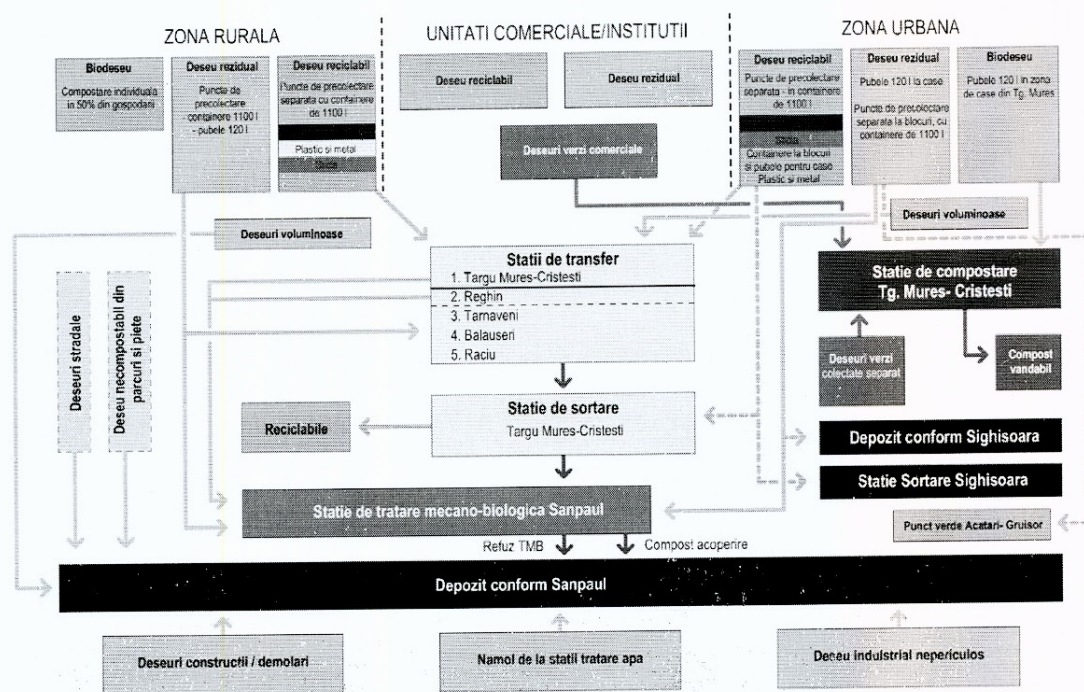 ZONA RURALA
Biodeseu
Compostare individuala
in 50% din gospodarii
Deseu rezidual
Puncte de
precolectare
- containere 1100 l
- pubele 120 l
Deseu reciclabil
Puncte de precolectare
separata cu containere
de 1100 l
Plastic si metal
Sticla
UNITATI COMERCIALE/INSTITUTII
Deseu reciclabil
Deseu rezidual
Deseuri verzi comerciale
ZONA URBANA
Deseu reciclabil
Puncte de precolectare
separata - in containere
de 1100 l
Sticla
Containere la blocuri
si pubele pentru case
Plastic si metal
Deseu rezidual
Pubele 120 l la case
Puncte de precolectare
separata la blocuri, cu
containere de 1100 l
Biodeseu
Pubele 120 l in zona
de case din Tg. Mures
Deseuri voluminoase
Deseuri voluminoase
Statii de transfer
1. Targu Mures-Cristesti
2. Reghin
3. Tarnaveni
4. Balauseri
5. Raciu
Statie de compostare
Tg. Mures- Cristesti
Deseuri stradale
Deseu necompostabil din
parcuri si piete
Deseuri verzi
colectate separat
Compost
vandabil
Reciclabile
Statie de sortare
Targu Mures-Cristesti
Depozit conform Sighisoara
Statie Sortare Sighisoara
Statie de tratare mecano-biologica Sanpaul
Punct verde Acatari- Gruisor
Refuz TMB
Compost acoperire
Depozit conform Sanpaul
Deseuri constructii / demolari
Namol de la statii tratare apa
Deseu indulstrial nepericulos